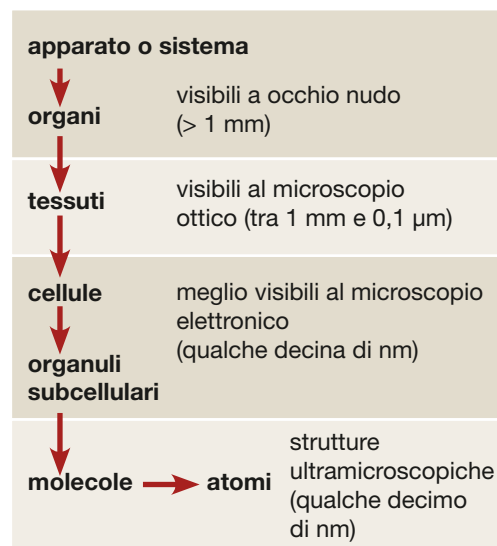 apparato o sistema
organi
visibili a occhio nudo
(> 1 mm)
tessuti
visibili al microscopio
ottico (tra 1 mm e 0,1 µm)
cellule
organuli
subcellulari
meglio visibili al microscopio
elettronico
(qualche decina di nm)
molecole
atomi
strutture
ultramicroscopiche
(qualche decimo
di nm)